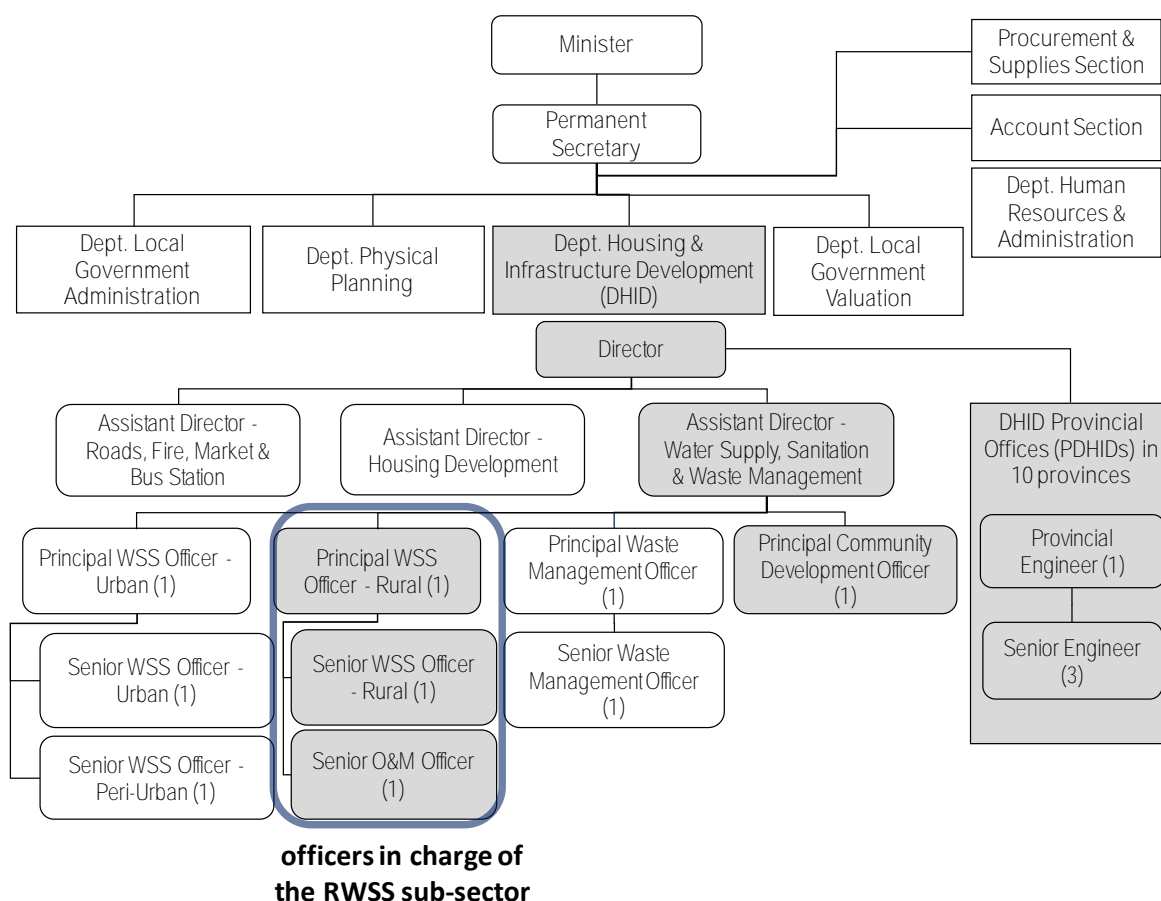 Minister
Procurement &
Supplies Section
Permanent
Secretary
Account Section
Dept. Human
Resources &
Administration
Dept. Local
Government
Administration
Dept. Physical
Planning
Dept. Housing &
Infrastructure Development
(DHID)
Dept. Local
Government
Valuation
Director
Assistant Director -
Roads, Fire, Market &
Bus Station
Assistant Director -
Housing Development
Assistant Director -
Water Supply, Sanitation
& Waste Management
DHID Provincial
Offices (PDHIDs) in
10 provinces
Principal WSS Officer -
Urban (1)
Principal WSS
Officer - Rural (1)
Principal Waste
Management Officer
(1)
Principal Community
Development Officer
(1)
Provincial
Engineer (1)
Senior WSS Officer -
Urban (1)
Senior WSS Officer
- Rural (1)
Senior Waste
Management Officer
(1)
Senior Engineer
(3)
Senior WSS Officer -
Peri-Urban (1)
Senior O&M Officer
(1)
officers in charge of
the RWSS sub-sector